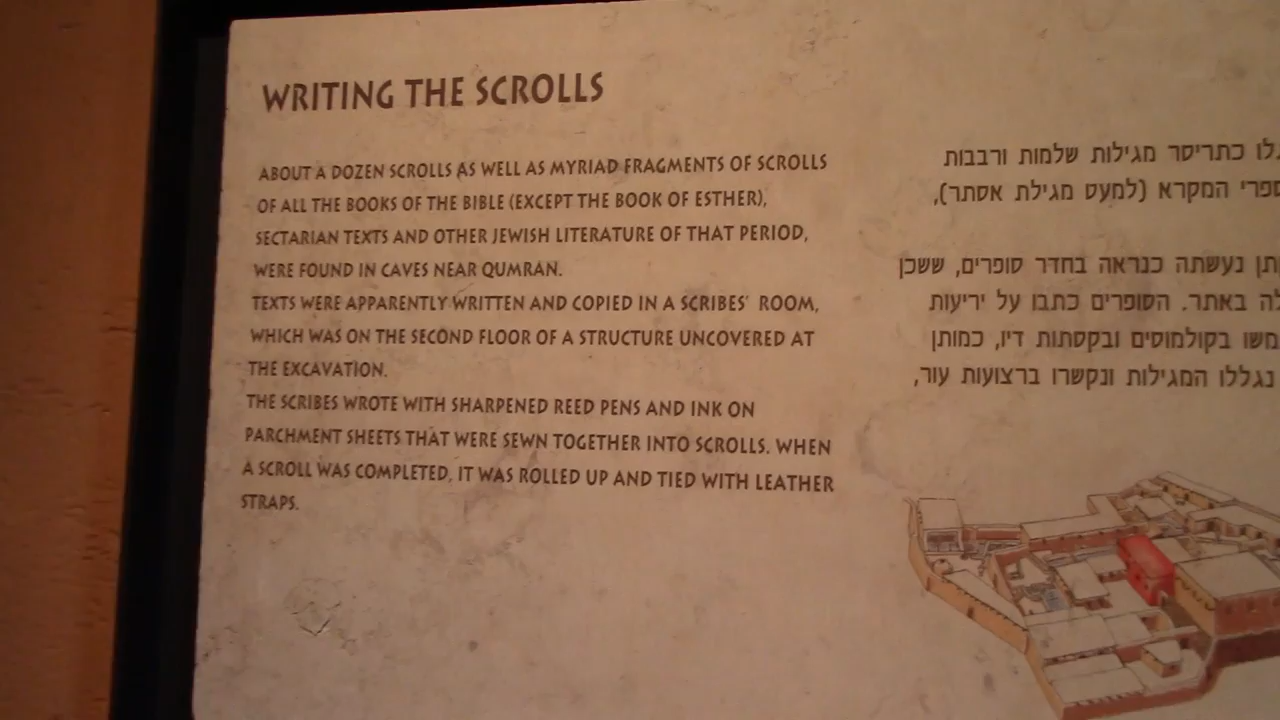 WRITING THE SCROLLS
ABOUT A DOZEN SCROLLS AS WELL AS MYRIAD FRAGMENTS OF SCROLLS
OF ALL THE BOOKS OF THE BIBLE (EXCEPT THE BOOK OF ESTHER),
SECTARIAN TEXTS AND OTHER JEWISH LITERATURE OF THAT PERIOD,
WERE FOUND IN CAVES NEAR QUMRAN.
TEXTS WERE APPARENTLY WRITTEN AND COPIED IN A SCRIBES' ROOM,
WHICH WAS ON THE SECOND FLOOR OF A STRUCTURE UNCOVERED AT
THE EXCAVATION.
THE SCRIBES WROTE WITH SHARPENED REED PENS AND INK ON
PARCHMENT SHEETS THAT WERE SEWN TOGETHER INTO SCROLLS. WHEN
A SCROLL WAS COMPLETED, IT WAS ROLLED UP AND TIED WITH LEATHER
STRAPS.
כתריסר מגילות שלמות ורבבות
המקרא (למעט מגילת אסתר),
נעשתה כנראה בחדר סופרים, ששכן
באתר. הסופרים כתבו על יריעות
בקולמוסים ובקסתות דיו, כמותן
נגללו המגילות ונקשרו ברצועות עור,